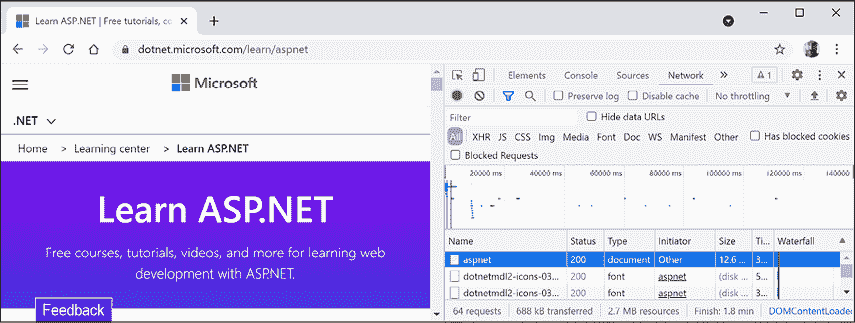 Learn ASP.NET | Free tutorials, co
dotnet.microsoft.com/learn/aspnet
Microsoft
.NET
Home > Learning center > Learn ASP.NET
Learn ASP.NET
Free courses, tutorials, videos, and more for learning web
development with ASP.NET.
Feedback
Elements Console Sources Network » 1
Preserve log Disable cache No throttling
Filter Hide data URLs
All XHR JS CSS Img Media Font Doc WS Manifest Other Has blocked cookies
Blocked Requests
20000 ms 40000 ms 60000 ms 80000 ms 100000 ms 120000 ms 140000
Name Status Type Initiator Size Ti... Waterfall
aspnet 200 document Other 12.6 ... 3...
dotnetmdl2-icons-03... 200 font aspnet (disk ... 5...
dotnetmdl2-icons-03... 200 font aspnet (disk ... 3...
64 requests 688 kB transferred 2.7 MB resources Finish: 1.8 min DOMContentLoade